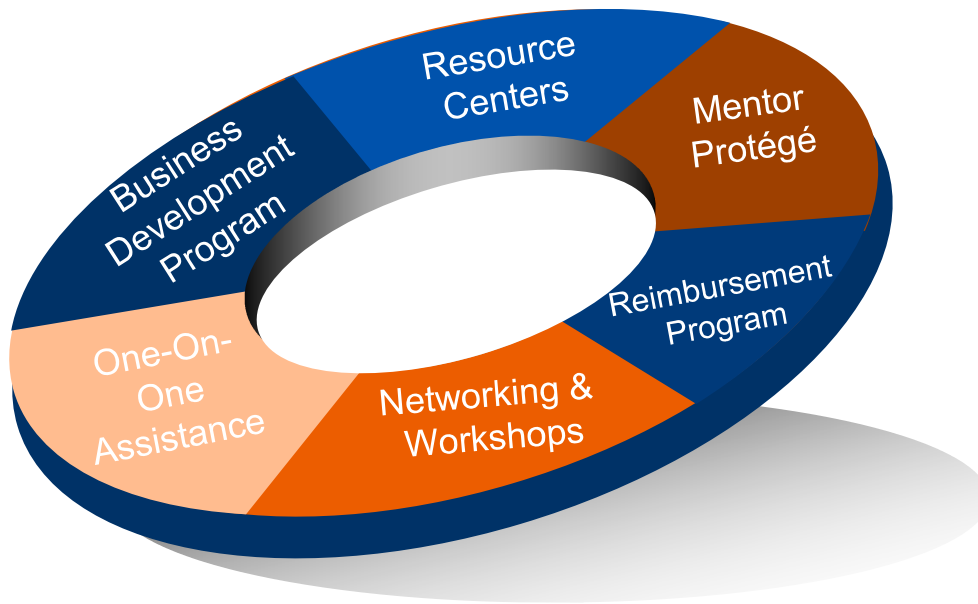 Resource
Centers
Mentor
Protégé
Reimbursement
Program
Networking &
Workshops
One-On-
One
Assistance
Business
Development
Program